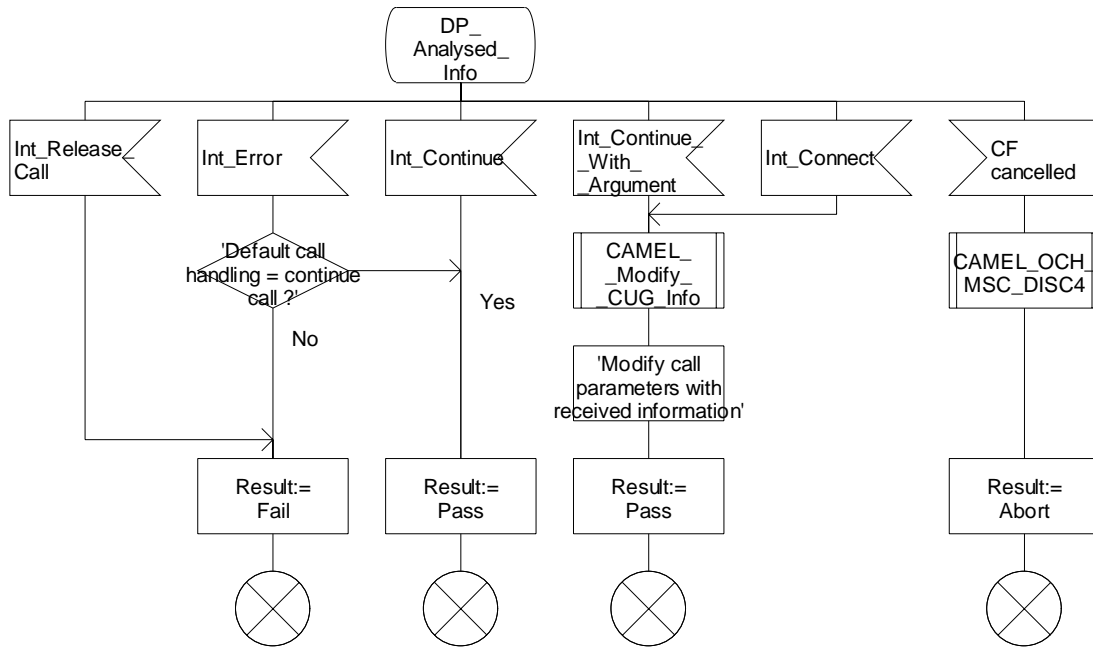 DP_
Analysed_
Info
Int_Release_
Call
Int_Error
Int_Continue
Int_Continue_
_With_
_Argument
Int_Connect
CF
cancelled
'Default call
handling = continue
call ?'
Yes
No
CAMEL_
_Modify_
_CUG_Info
CAMEL_OCH_
MSC_DISC4
'Modify call
parameters with
received information'
Result:=
Fail
Result:=
Pass
Result:=
Pass
Result:=
Abort